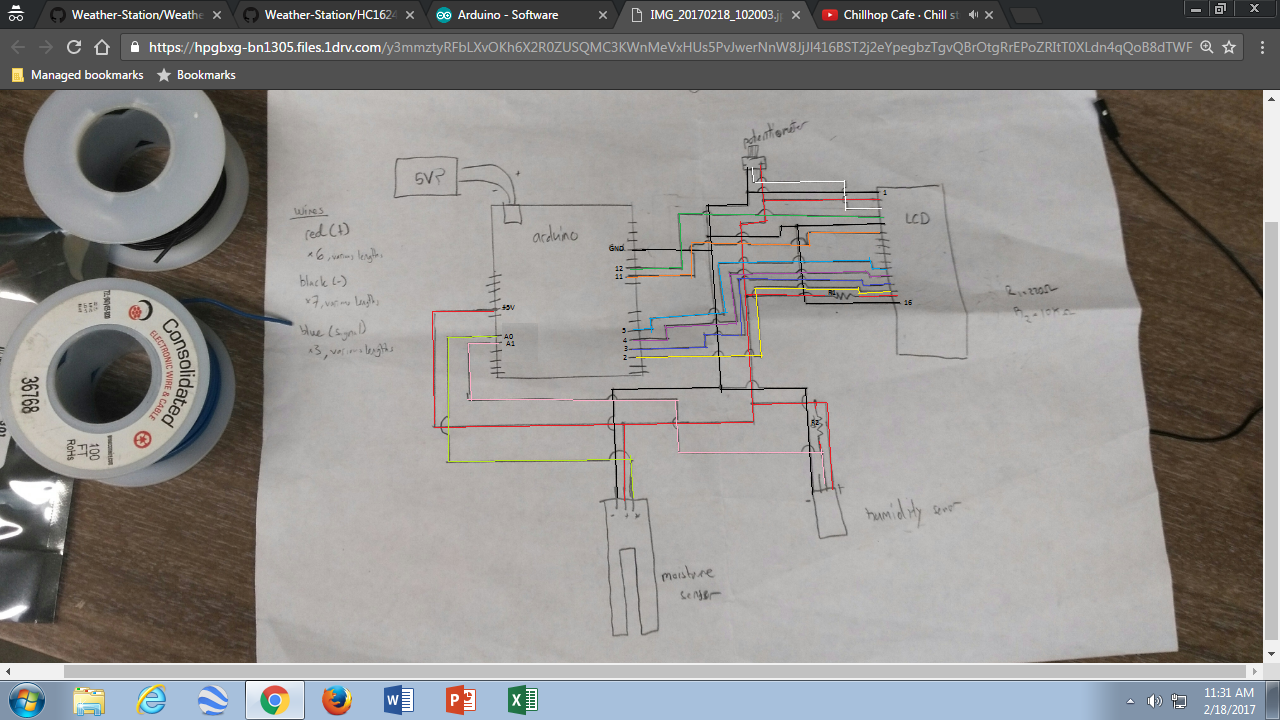 Weather-Station/Weathe
Weather-Station/HC1624
Arduino - Software
IMG_20170218_102003.j
Chillhop Cafe · Chill st
https://hpgbxg-bn1305.files.1drv.com/y3mmztyRFbLXvOKh6X2R0ZUSQMC3KWnMeVxHUs5PvJwerNnW8JjJl416BST2j2eYpegbzTgvQBrOtgRrEPoZRItT0XLdn4qQoB8dTWF
Managed bookmarks
Bookmarks
potentiometer
5V?
+
-
wires
red (+)
*6, various lengths
black (-)
*7, various lengths
blue (signal)
*3, various lengths
arduino
GND
12
11
5
4
3
2
+5V
A0
A1
LCD
1
16
R1
R1=220Ω
R2=10KΩ
R2
- +
humidity sensor
- +
moisture
sensor
Consolidated
ELECTRONIC WIRE & CABLE
36768
100
FT
RoHS
W
P
X
11:31 AM
2/18/2017